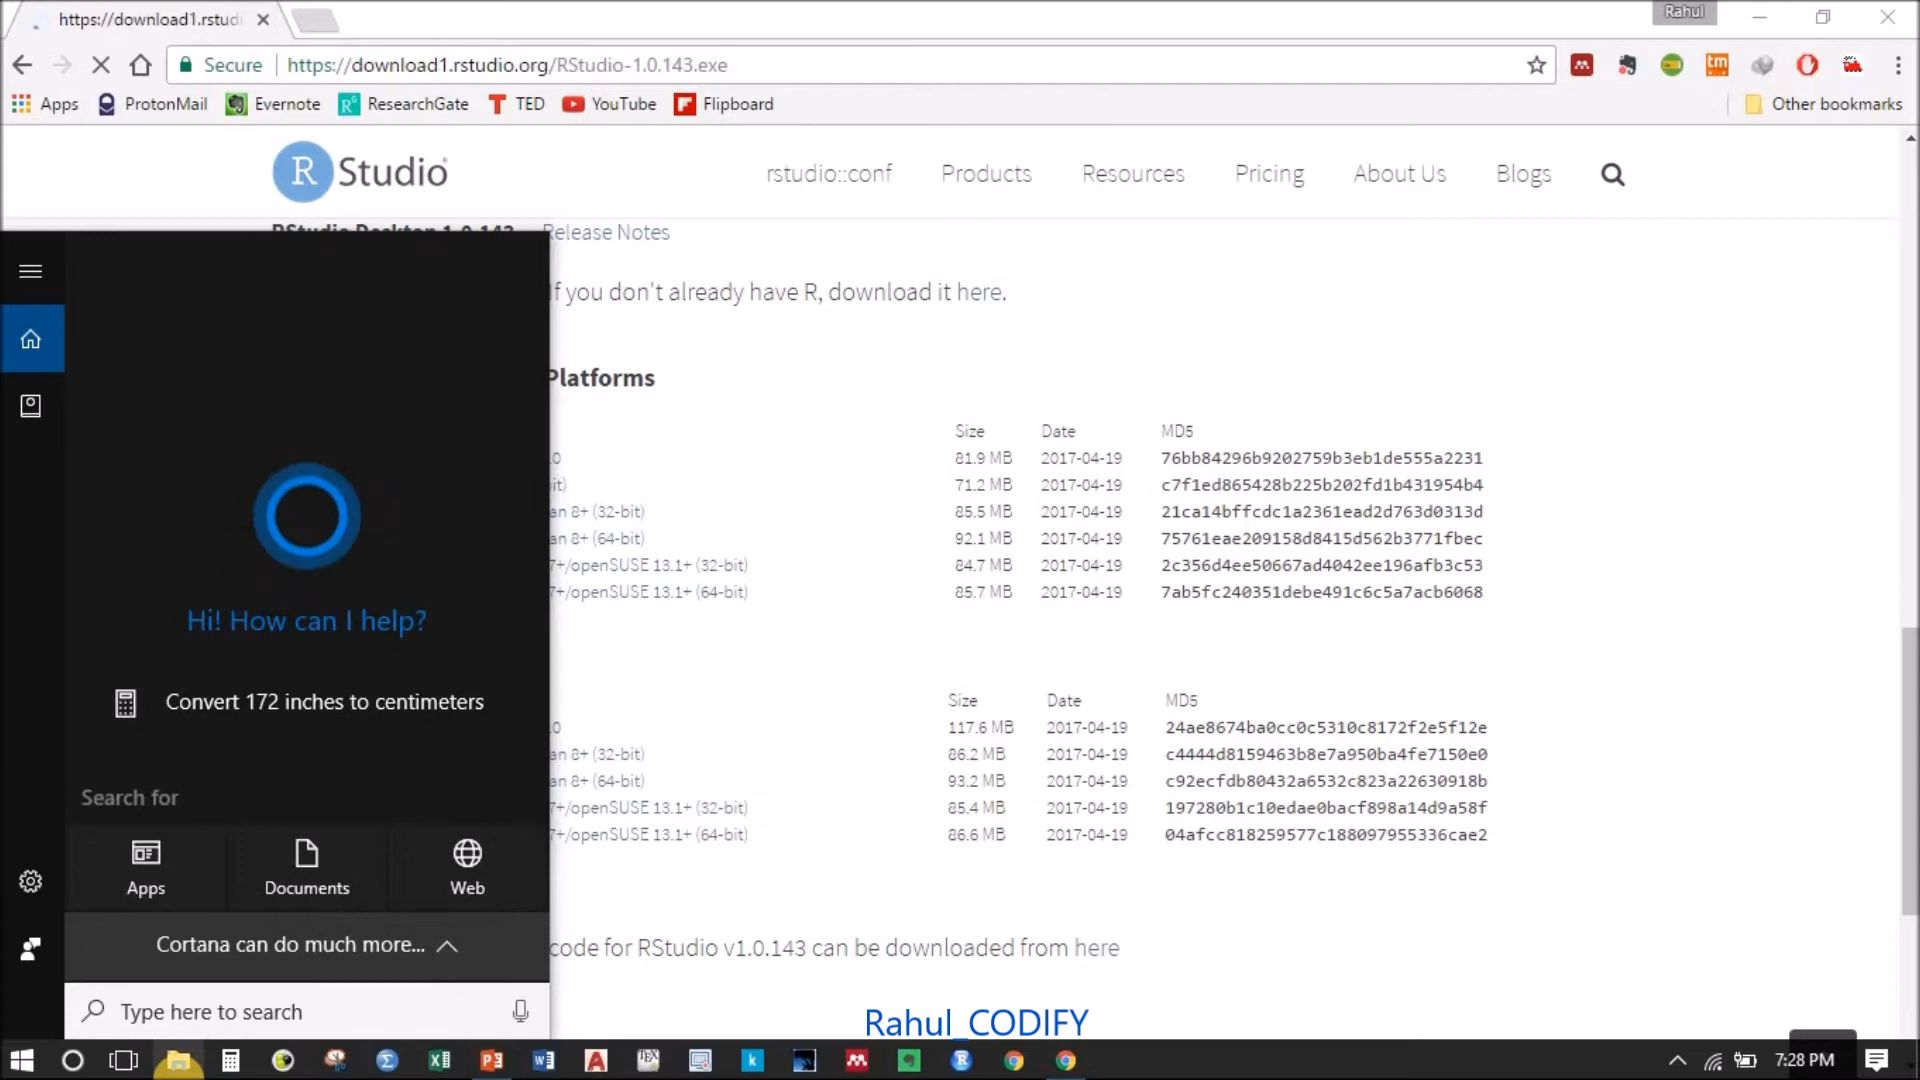 https://download1.rstudi
Rahul
Secure https://download1.rstudio.org/RStudio-1.0.143.exe
Apps ProtonMail Evernote ResearchGate TED YouTube Flipboard Other bookmarks
R Studio rstudio::conf Products Resources Pricing About Us Blogs
RStudio Desktop 1.0.143 Release Notes
If you don't already have R, download it here.
Platforms
Size Date MD5
.0 81.9 MB 2017-04-19 76bb84296b9202759b3eb1de555a2231
it) 71.2 MB 2017-04-19 c7f1ed865428b225b202fd1b431954b4
an 8+ (32-bit) 85.5 MB 2017-04-19 21ca14bffcdc1a2361ead2d763d0313d
an 8+ (64-bit) 92.1 MB 2017-04-19 75761eae209158d8415d562b3771fbec
7+/openSUSE 13.1+ (32-bit) 84.7 MB 2017-04-19 2c356d4ee50667ad4042ee196afb3c53
7+/openSUSE 13.1+ (64-bit) 85.7 MB 2017-04-19 7ab5fc240351debe491c6c5a7acb6068
Size Date MD5
.0 117.6 MB 2017-04-19 24ae8674ba0cc0c5310c8172f2e5f12e
an 8+ (32-bit) 86.2 MB 2017-04-19 c4444d8159463b8e7a950ba4fe7150e0
an 8+ (64-bit) 93.2 MB 2017-04-19 c92ecfdb80432a6532c823a22630918b
7+/openSUSE 13.1+ (32-bit) 85.4 MB 2017-04-19 197280b1c10edae0bacf898a14d9a58f
7+/openSUSE 13.1+ (64-bit) 86.6 MB 2017-04-19 04afcc818259577c188097955336cae2
code for RStudio v1.0.143 can be downloaded from here
Hi! How can I help?
Convert 172 inches to centimeters
Search for
Apps Documents Web
Cortana can do much more...
Type here to search
Rahul_CODIFY
7:28 PM